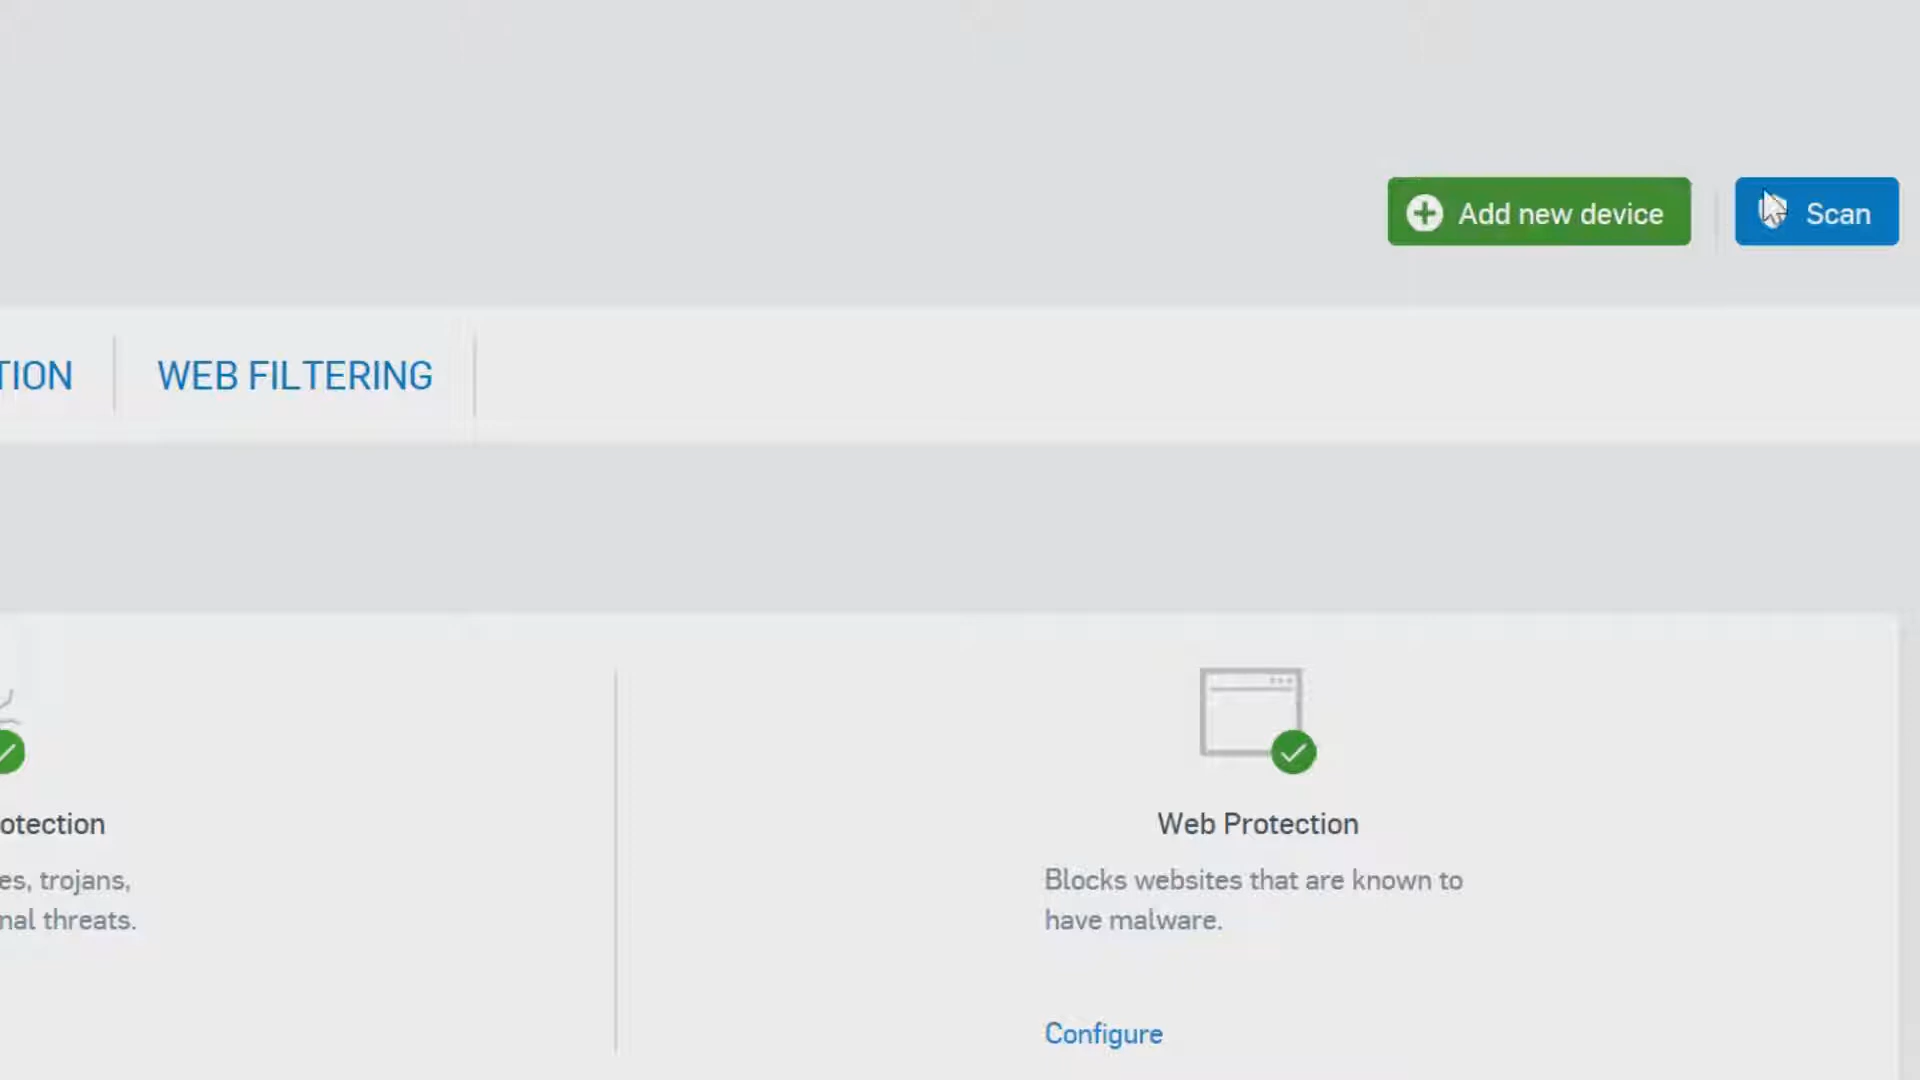 Add new device
Scan
TION
WEB FILTERING
otection
es, trojans,
nal threats.
Web Protection
Blocks websites that are known to
have malware.
Configure